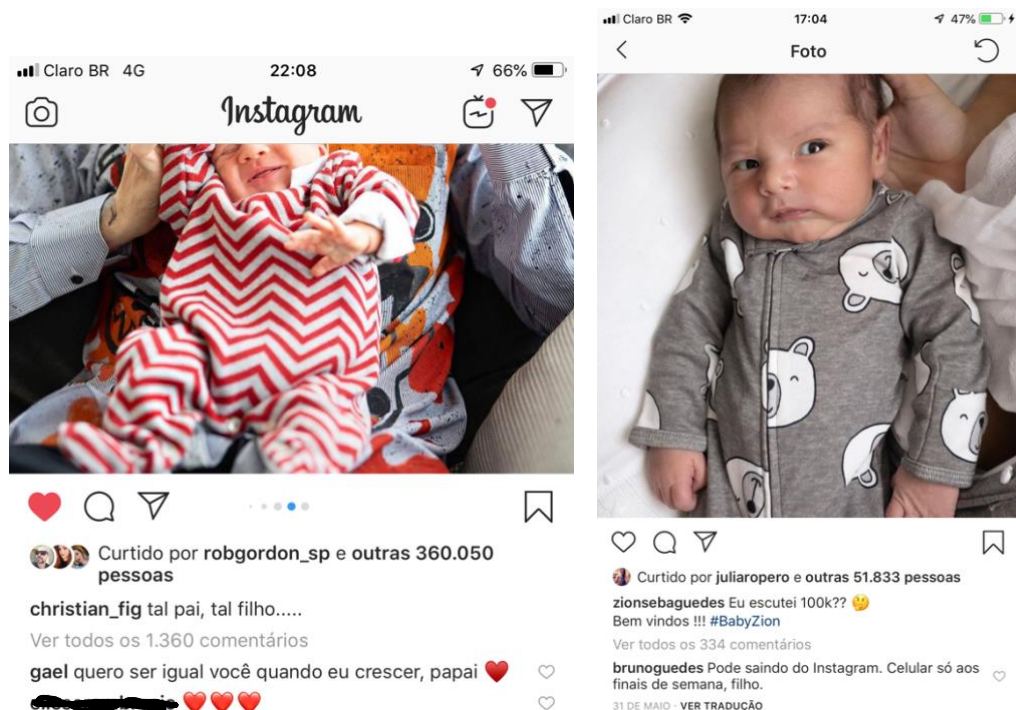 Claro BR 4G 22:08 66%
Instagram
Curtido por robgordon_sp e outras 360.050
pessoas
christian_fig tal pai, tal filho.....
Ver todos os 1.360 comentários
gael quero ser igual você quando eu crescer, papai ❤️
❤️❤️❤️
Claro BR 17:04 47%
Foto
Curtido por juliaropero e outras 51.833 pessoas
zionsebaguedes Eu escutei 100k?? 🤔
Bem vindos !!! #BabyZion
Ver todos os 334 comentários
brunoguedes Pode saindo do Instagram. Celular só aos
finais de semana, filho.
31 DE MAIO · VER TRADUÇÃO